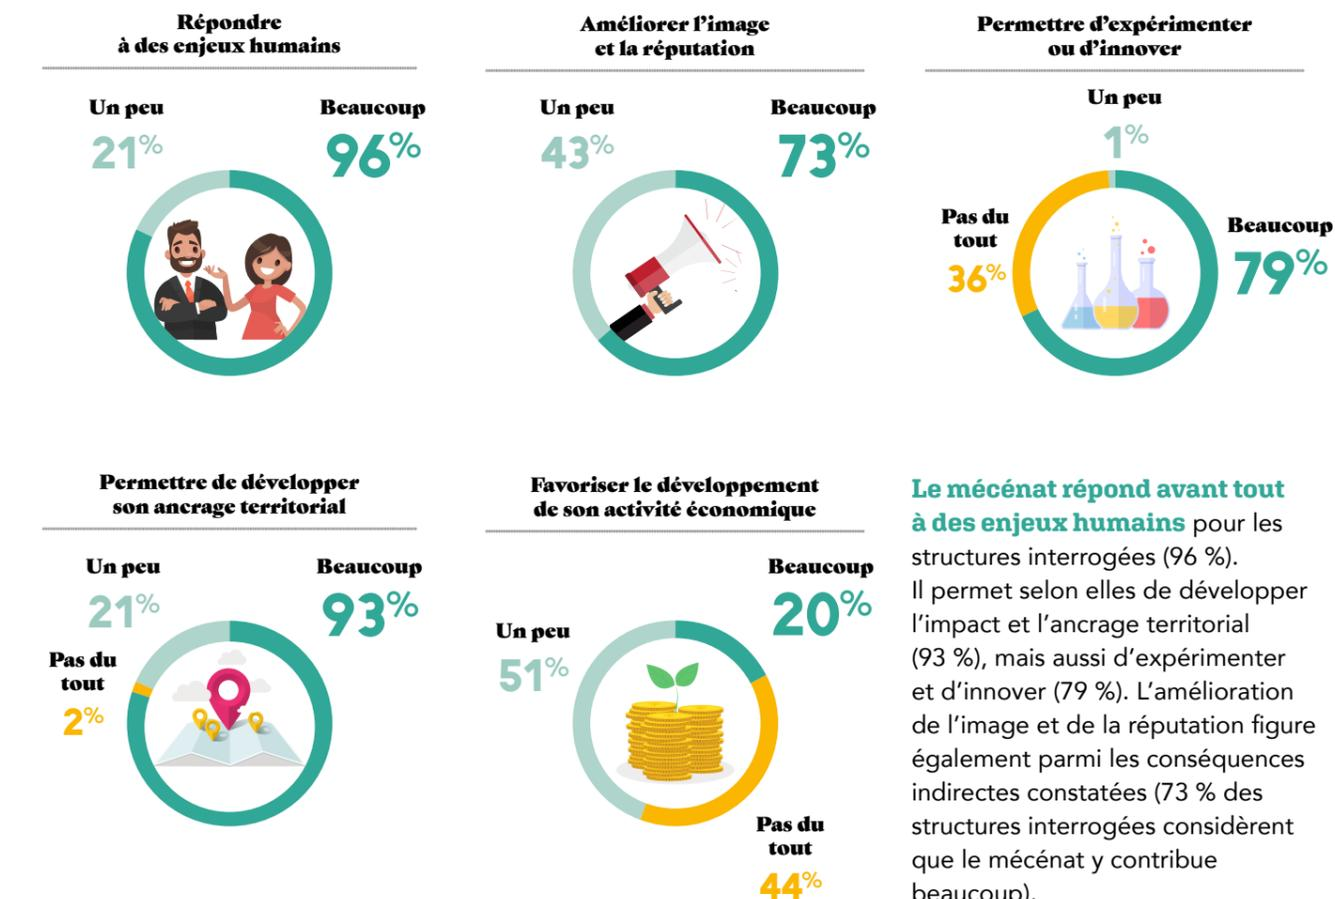 Répondre
à des enjeux humains
Un peu
21%
Beaucoup
96%
Améliorer l'image
et la réputation
Un peu
43%
Beaucoup
73%
Permettre d'expérimenter
ou d'innover
Un peu
1%
Pas du
tout
36%
Beaucoup
79%
Permettre de développer
son ancrage territorial
Un peu
21%
Beaucoup
93%
Pas du
tout
2%
Favoriser le développement
de son activité économique
Beaucoup
20%
Un peu
51%
Pas du
tout
44%
Le mécénat répond avant tout
à des enjeux humains pour les
structures interrogées (96 %).
Il permet selon elles de développer
l'impact et l'ancrage territorial
(93 %), mais aussi d'expérimenter
et d'innover (79 %). L'amélioration
de l'image et de la réputation figure
également parmi les conséquences
indirectes constatées (73 % des
structures interrogées considèrent
que le mécénat y contribue
beaucoup).